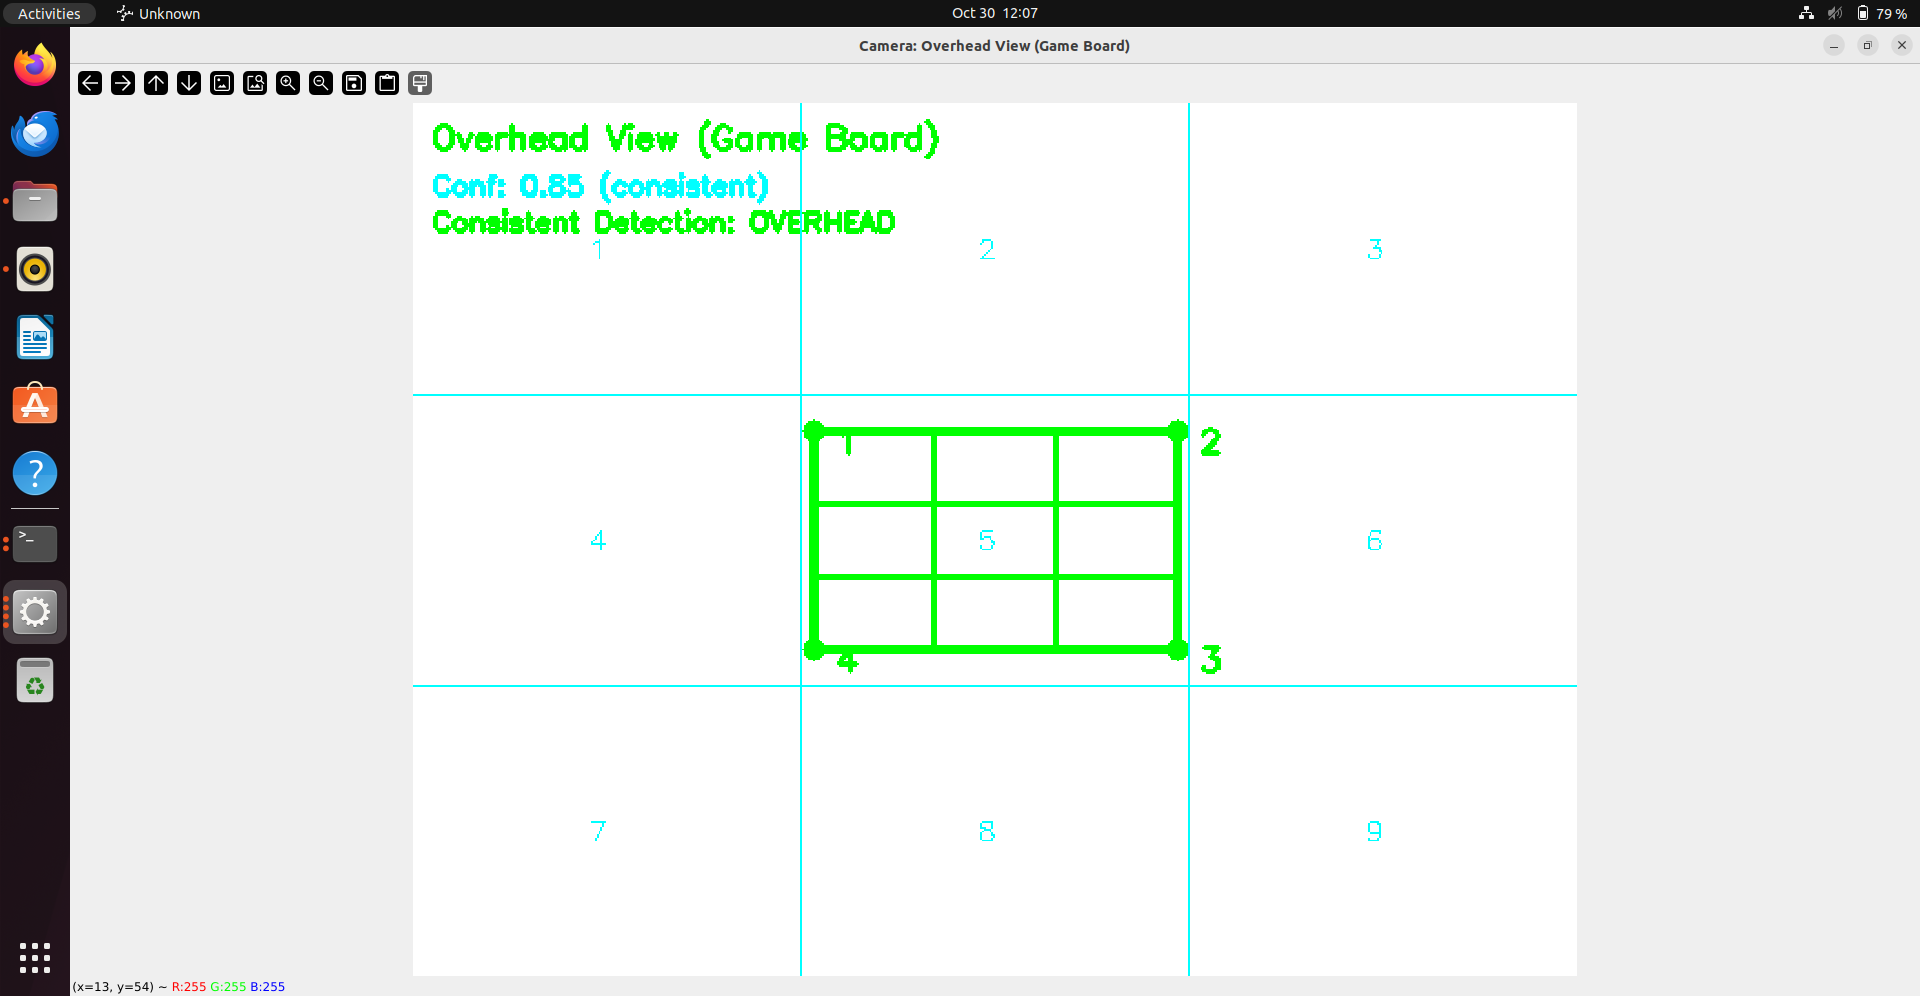 Activities
Unknown
Oct 30 12:07
79 %
Camera: Overhead View (Game Board)
Overhead View (Game Board)
Conf: 0.85 (consistent)
Consistent Detection: OVERHEAD
1
2
3
1
2
4
5
6
4
3
7
8
9
(x=13, y=54) ~ R:255 G:255 B:255